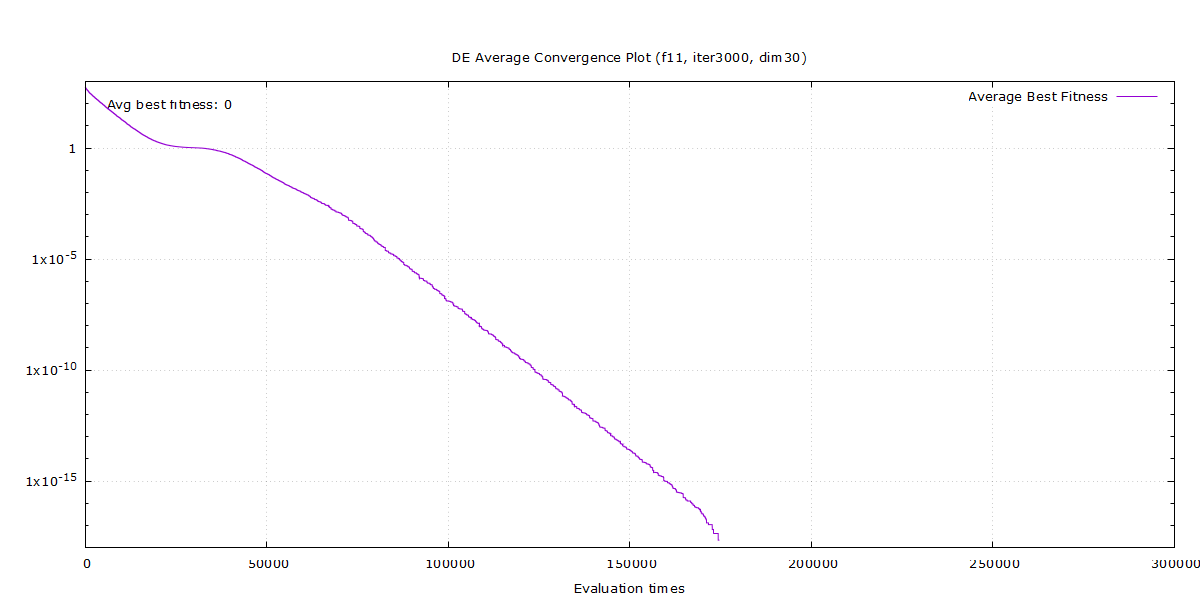 DE Average Convergence Plot (f11, iter3000, dim30)
Avg best fitness: 0
Average Best Fitness
1
1x10^-5
1x10^-10
1x10^-15
0 50000 100000 150000 200000 250000 300000
Evaluation times